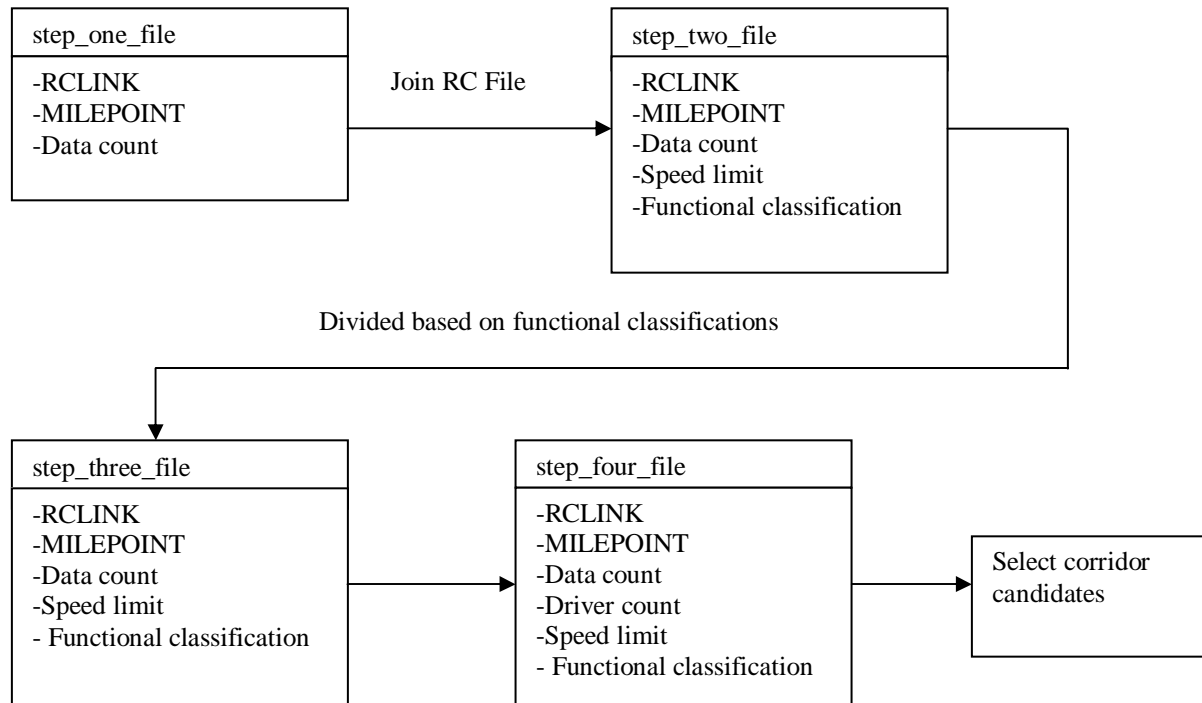 step_one_file
-RCLINK
-MILEPOINT
-Data count
Join RC File
step_two_file
-RCLINK
-MILEPOINT
-Data count
-Speed limit
-Functional classification
Divided based on functional classifications
step_three_file
-RCLINK
-MILEPOINT
-Data count
-Speed limit
- Functional classification
step_four_file
-RCLINK
-MILEPOINT
-Data count
-Driver count
-Speed limit
- Functional classification
Select corridor
candidates